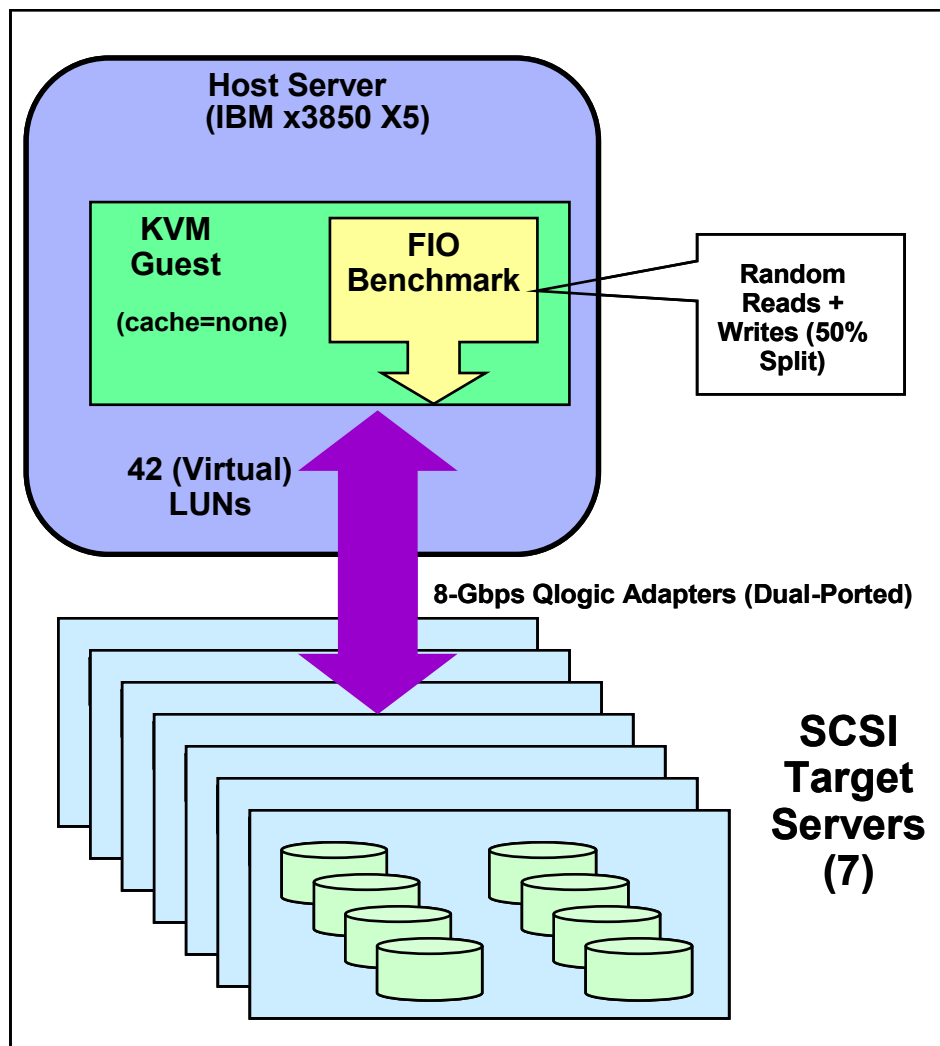 Host Server
(IBM x3850 X5)
KVM
Guest
(cache=none)
FIO
Benchmark
Random
Reads +
Writes (50%
Split)
42 (Virtual)
LUNs
8-Gbps Qlogic Adapters (Dual-Ported)
SCSI
Target
Servers
(7)